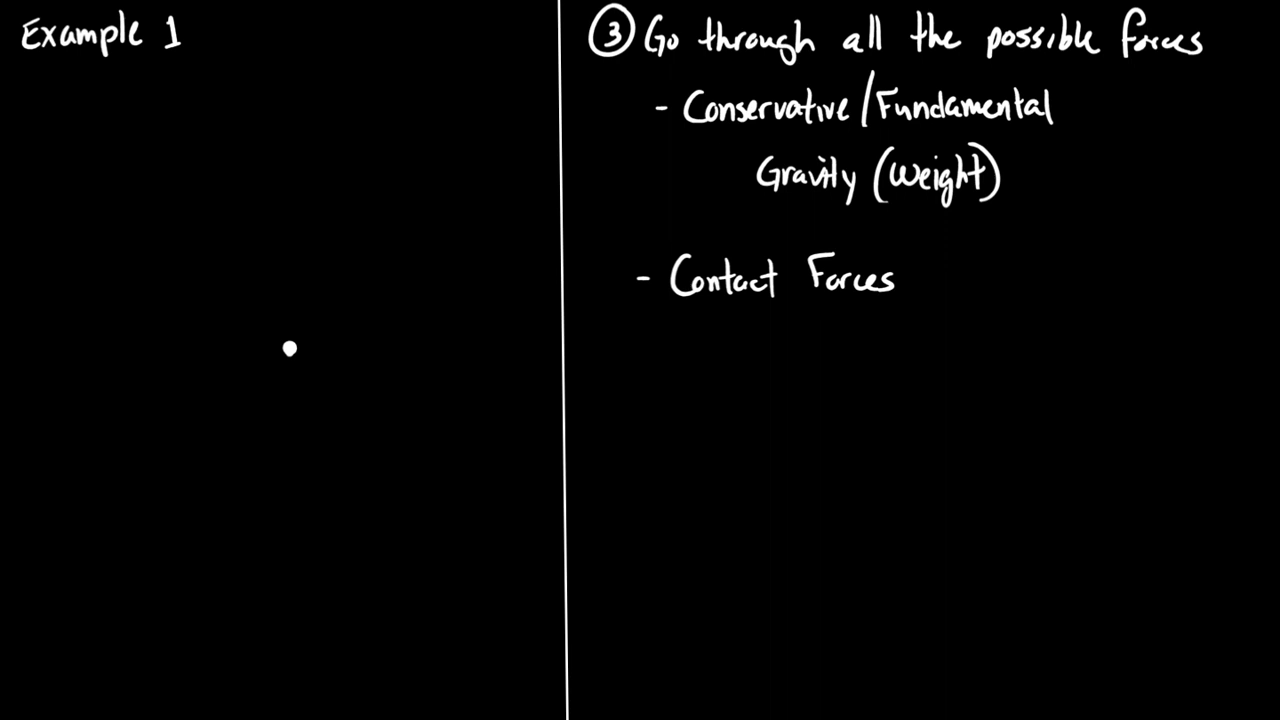 Example 1
③ Go through all the possible forces
- Conservative/Fundamental
Gravity (Weight)
- Contact Forces